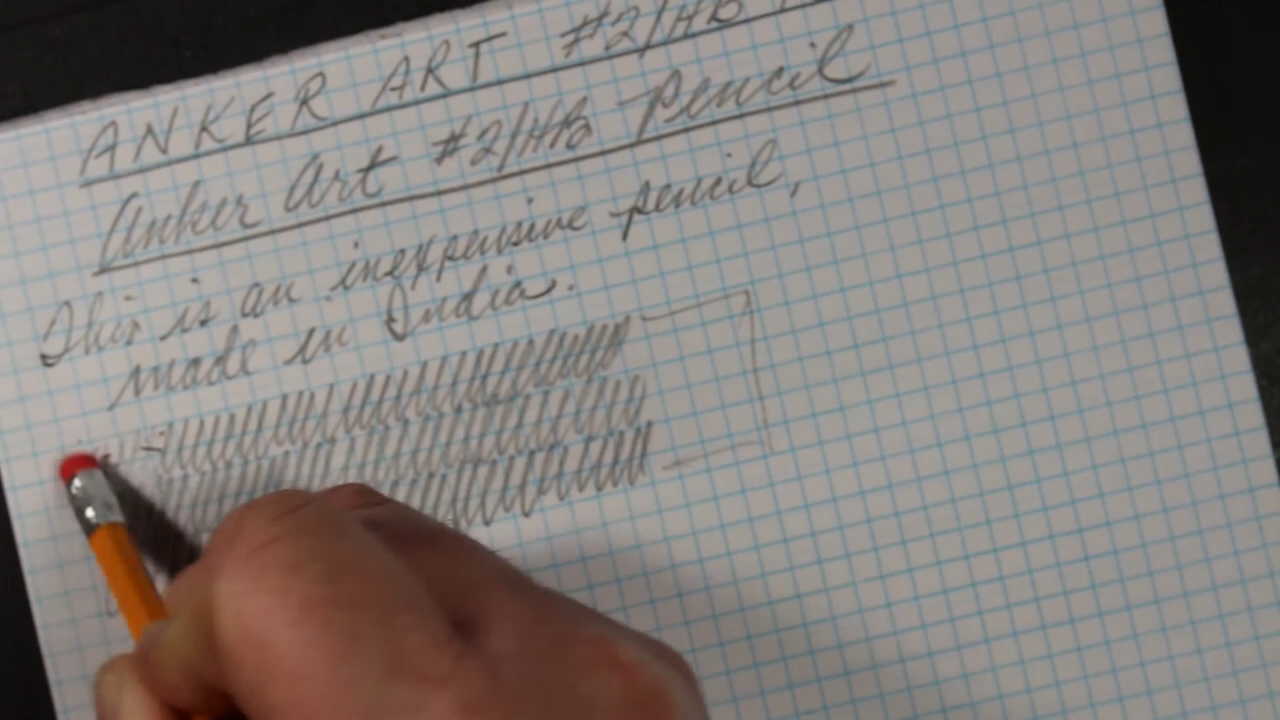 ANKER ART #2/HB
Anker Art #2/HB Pencil
This is an inexpensive pencil,
made in India.